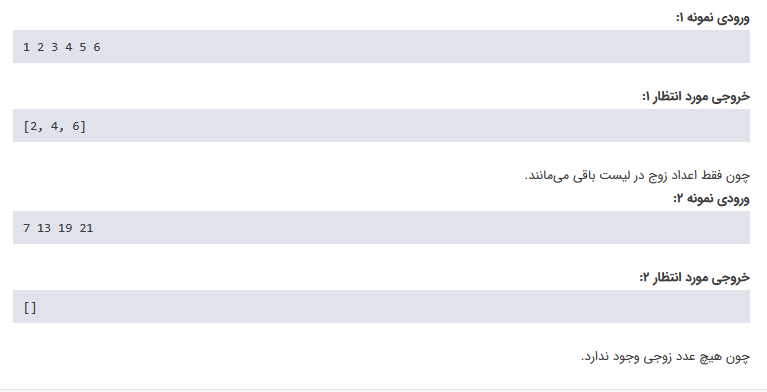 ورودی نمونه ۱:
1 2 3 4 5 6
خروجی مورد انتظار ۱:
[2, 4, 6]
چون فقط اعداد زوج در لیست باقی می‌مانند.
ورودی نمونه ۲:
7 13 19 21
خروجی مورد انتظار ۲:
[]
چون هیچ عدد زوجی وجود ندارد.